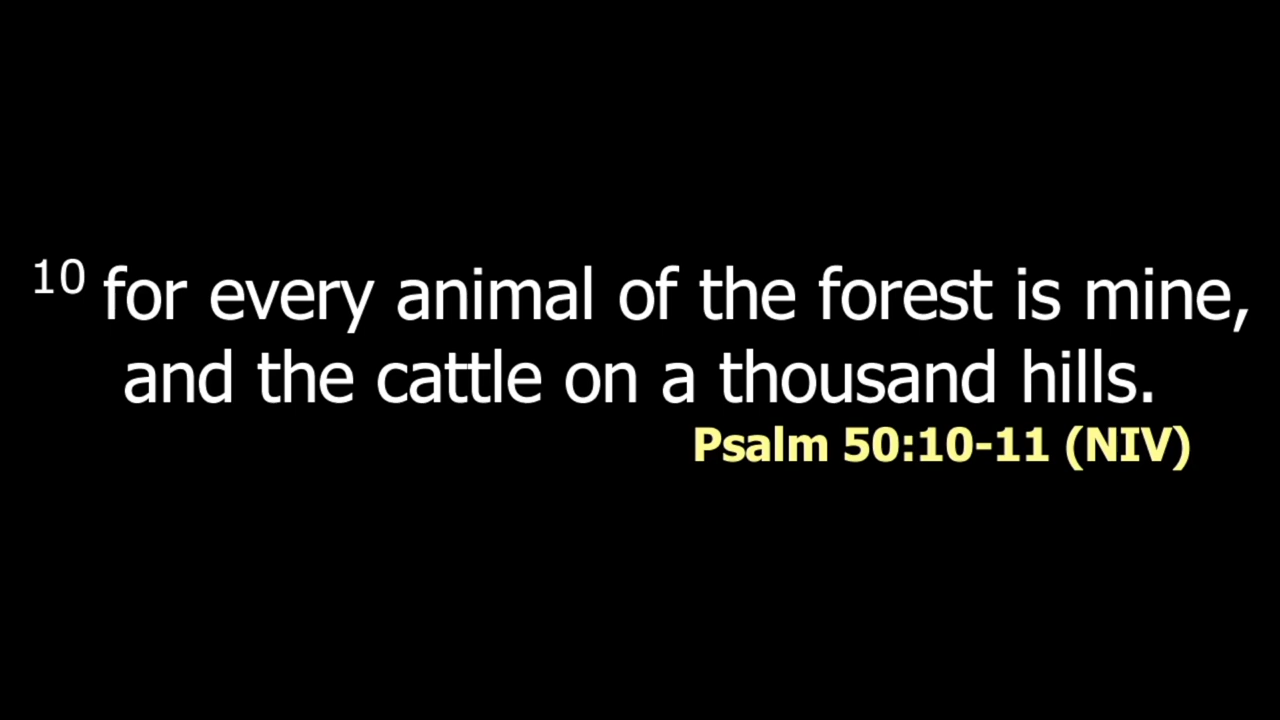 10 for every animal of the forest is mine,
and the cattle on a thousand hills.
Psalm 50:10-11 (NIV)